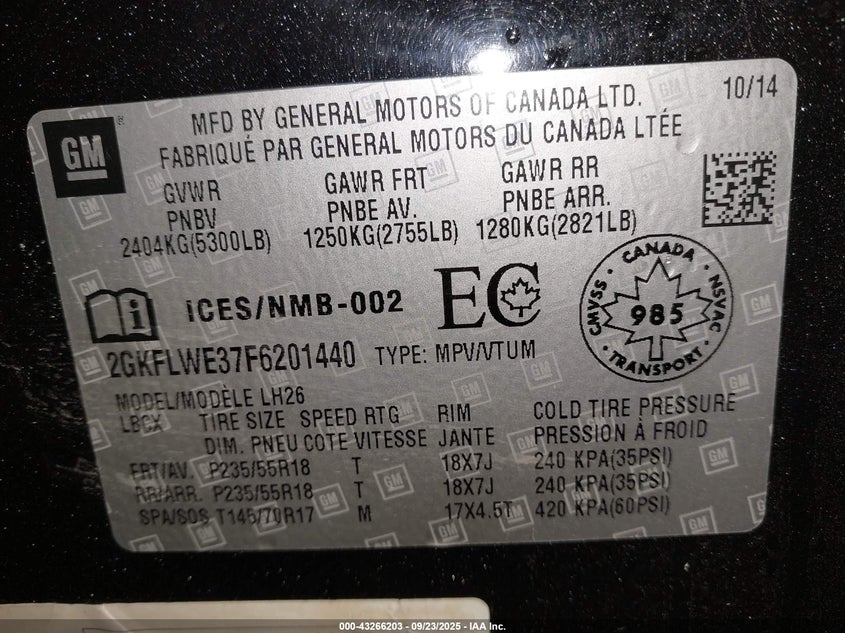 GM
10/14
MFD BY GENERAL MOTORS OF CANADA LTD.
FABRIQUÉ PAR GENERAL MOTORS DU CANADA LTÉE
GVWR GAWR FRT GAWR RR
PNBV PNBE AV. PNBE ARR.
2404KG(5300LB) 1250KG(2755LB) 1280KG(2821LB)
i ICES/NMB-002 EC
CANADA
CMVSS 985 NSVAC
TRANSPORT
2GKFLWE37F6201440 TYPE: MPV/VTUM
MODEL/MODÈLE LH26
LBCX TIRE SIZE SPEED RTG RIM COLD TIRE PRESSURE
DIM. PNEU COTE VITESSE JANTE PRESSION À FROID
FRT/AV. P235/55R18 T 18X7J 240 KPA(35PSI)
RR/ARR. P235/55R18 T 18X7J 240 KPA(35PSI)
SPA/SOS T145/70R17 M 17X4.5T 420 KPA(60PSI)
000-43266203 - 09/23/2025 - IAA Inc.